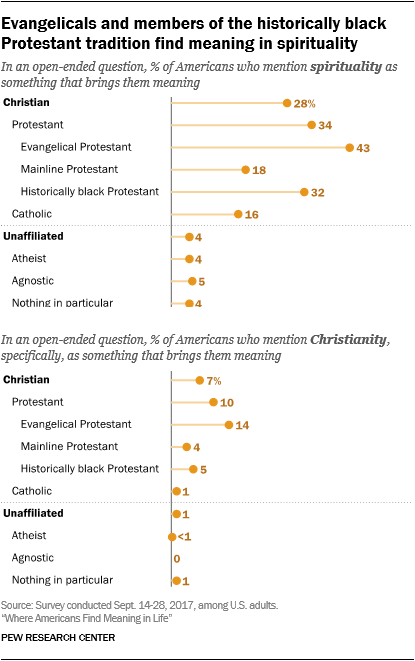 Evangelicals and members of the historically black
Protestant tradition find meaning in spirituality
In an open-ended question, % of Americans who mention spirituality as
something that brings them meaning
Christian 28%
Protestant 34
Evangelical Protestant 43
Mainline Protestant 18
Historically black Protestant 32
Catholic 16
Unaffiliated 4
Atheist 4
Agnostic 5
Nothing in particular 4
In an open-ended question, % of Americans who mention Christianity,
specifically, as something that brings them meaning
Christian 7%
Protestant 10
Evangelical Protestant 14
Mainline Protestant 4
Historically black Protestant 5
Catholic 1
Unaffiliated 1
Atheist <1
Agnostic 0
Nothing in particular 1
Source: Survey conducted Sept. 14-28, 2017, among U.S. adults.
“Where Americans Find Meaning in Life”
PEW RESEARCH CENTER